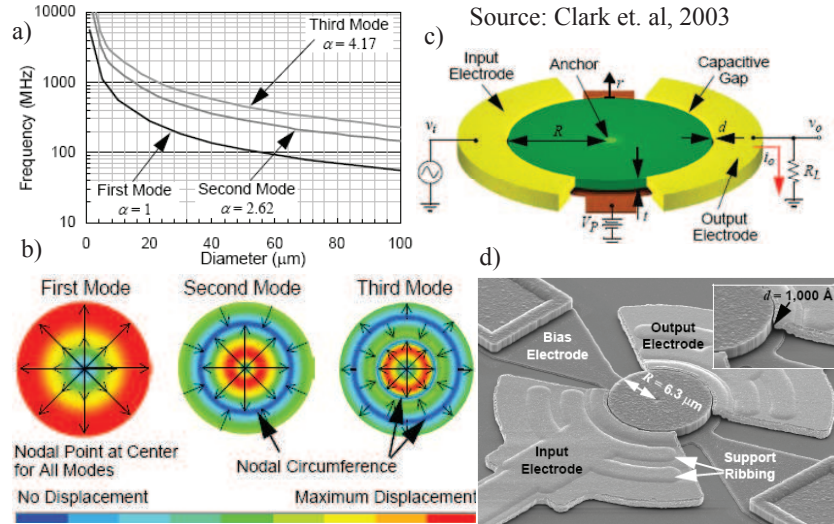 Source: Clark et. al, 2003
a)
Frequency (MHz)
10000
1000
100
10
Third Mode
α = 4.17
First Mode
α = 1
Second Mode
α = 2.62
0 20 40 60 80 100
Diameter (μm)
b)
First Mode
Second Mode
Third Mode
Nodal Point at Center
for All Modes
Nodal Circumference
No Displacement
Maximum Displacement
c)
Input
Electrode
Anchor
Capacitive
Gap
r
R
d
t
v_i
v_o
i_o
R_L
V_P
Output
Electrode
d)
d = 1,000 Å
Bias
Electrode
Output
Electrode
R = 6.3 μm
Input
Electrode
Support
Ribbing